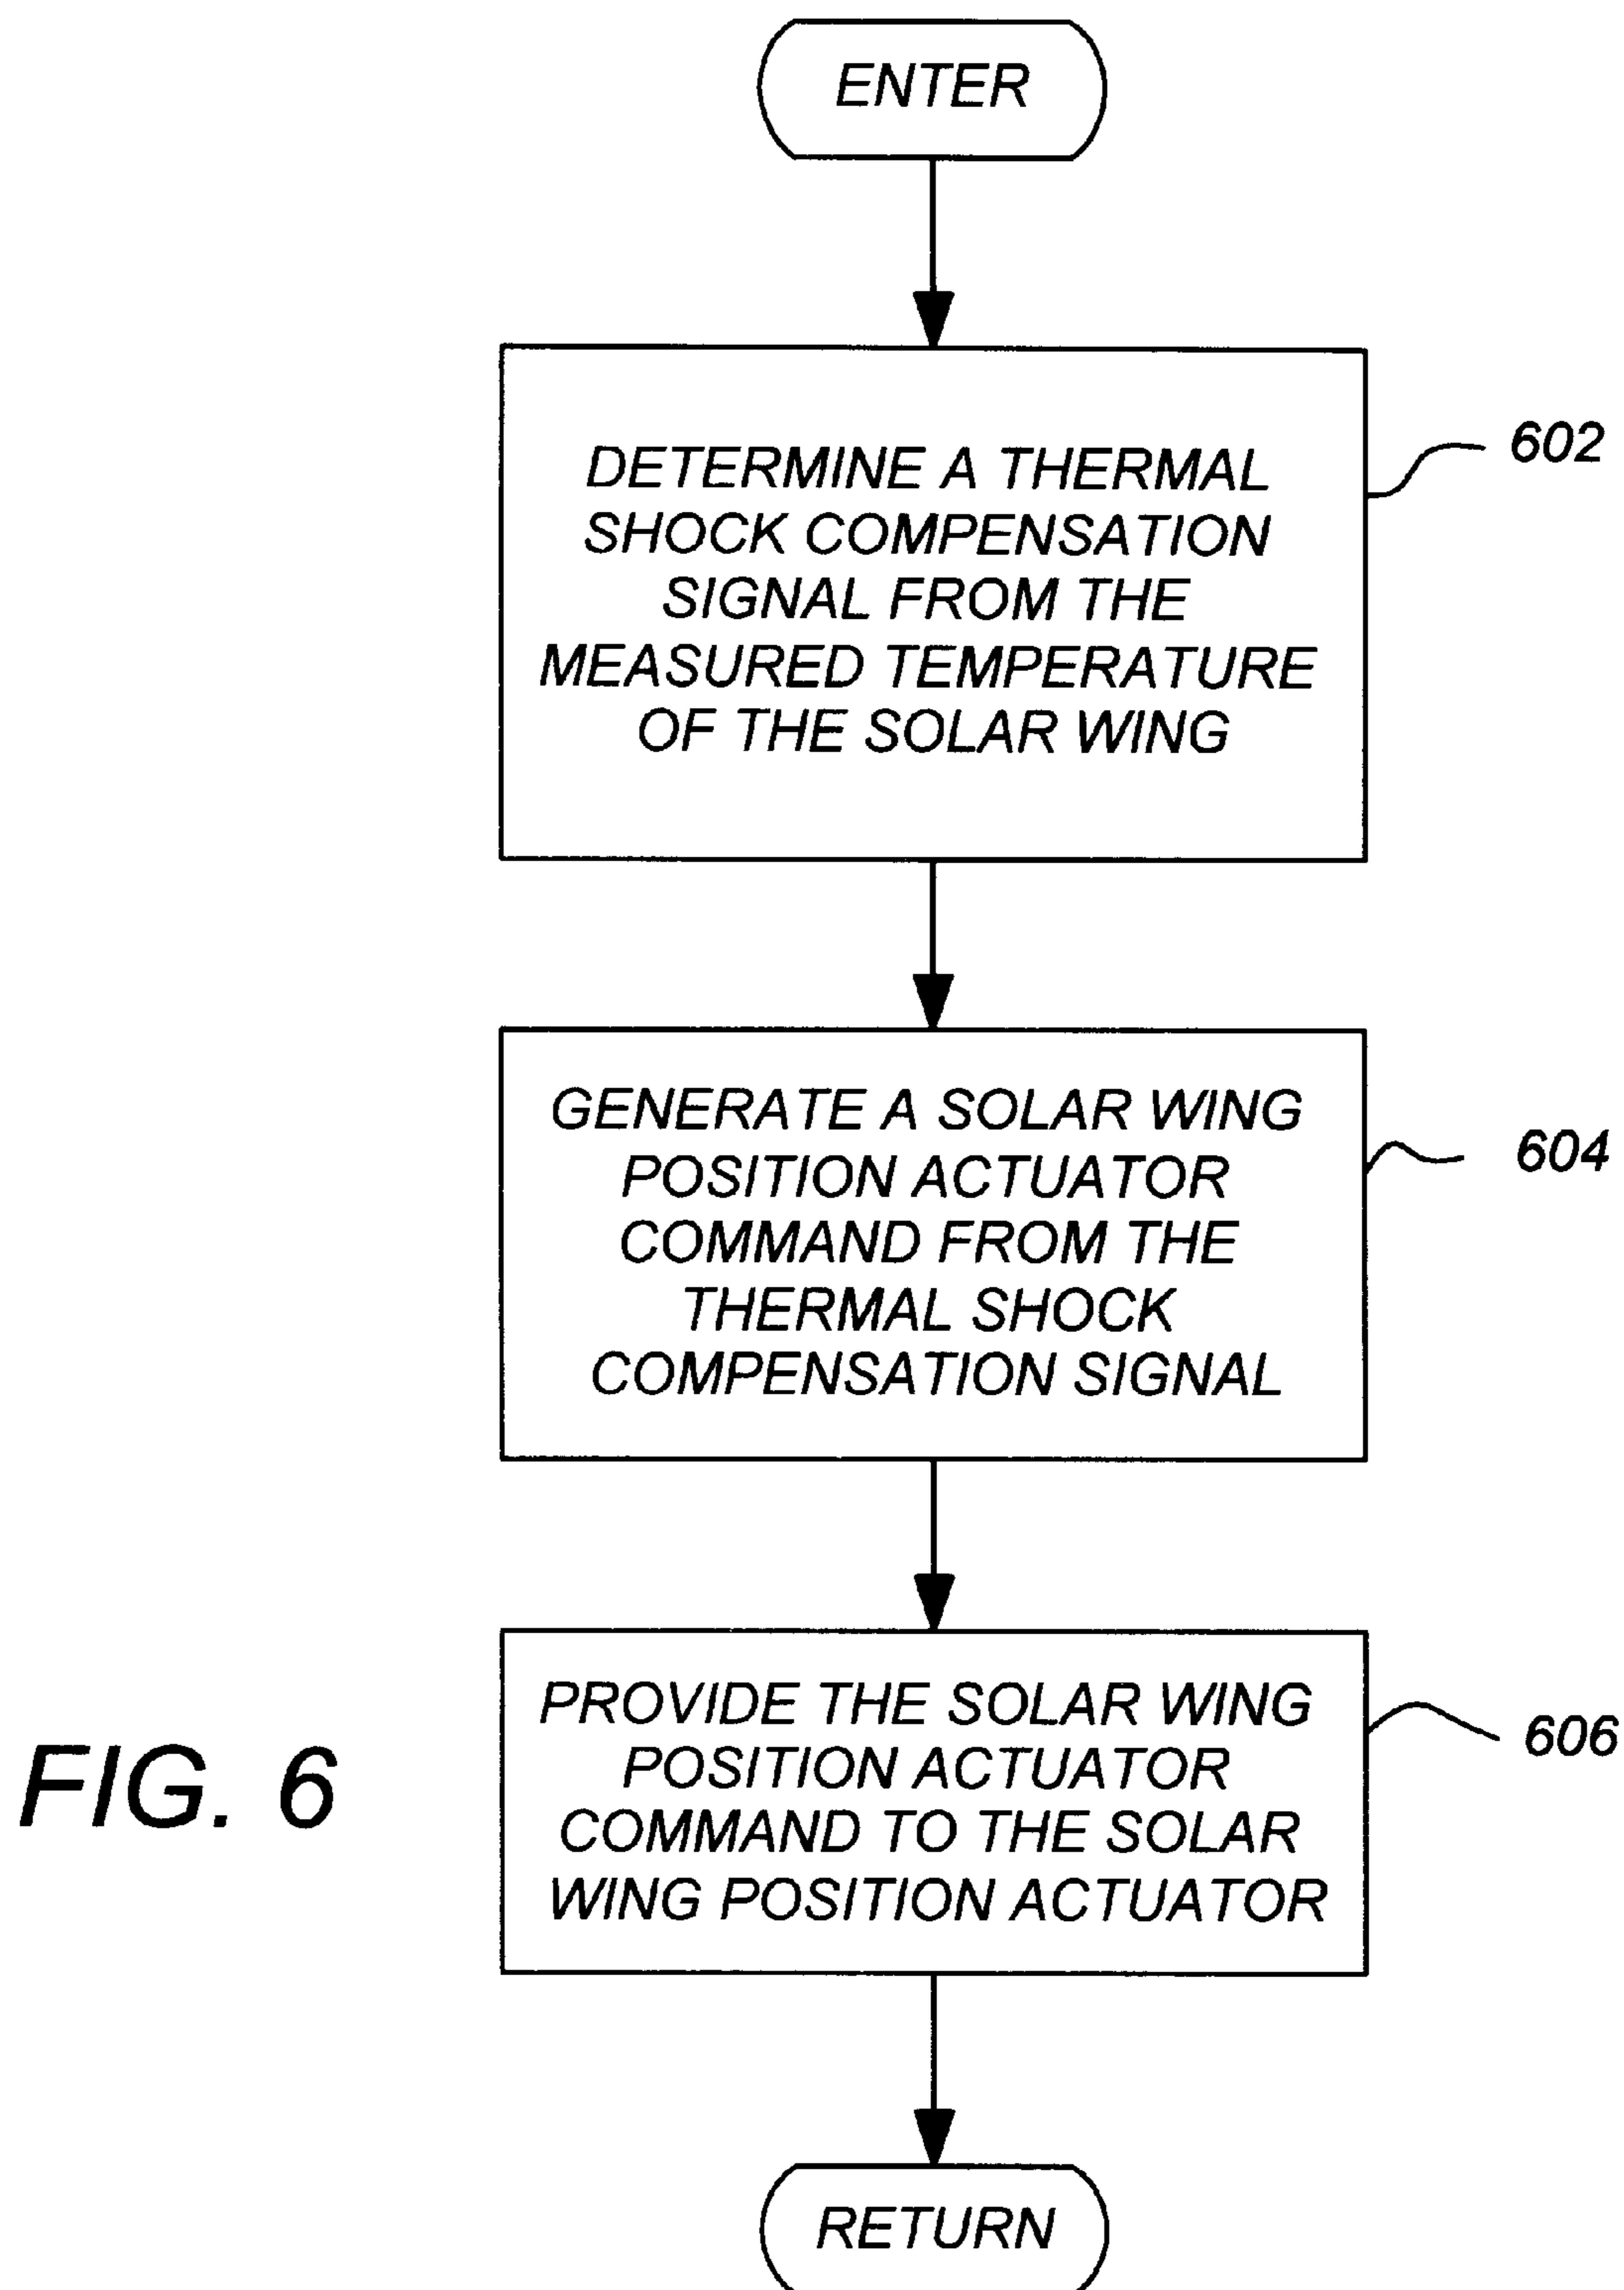 ENTER
DETERMINE A THERMAL
SHOCK COMPENSATION
SIGNAL FROM THE
MEASURED TEMPERATURE
OF THE SOLAR WING
602
GENERATE A SOLAR WING
POSITION ACTUATOR
COMMAND FROM THE
THERMAL SHOCK
COMPENSATION SIGNAL
604
PROVIDE THE SOLAR WING
POSITION ACTUATOR
COMMAND TO THE SOLAR
WING POSITION ACTUATOR
606
FIG. 6
RETURN